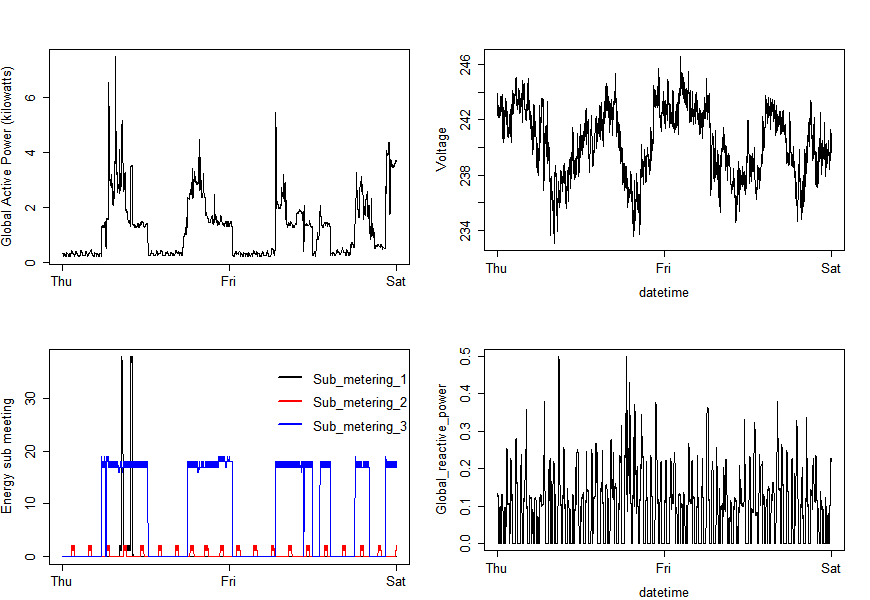 Global Active Power (kilowatts)
6
4
2
0
Thu
Fri
Sat
Voltage
246
242
238
234
Thu
Fri
Sat
datetime
Energy sub meeting
30
20
10
0
Sub_metering_1
Sub_metering_2
Sub_metering_3
Thu
Fri
Sat
Global_reactive_power
0.5
0.4
0.3
0.2
0.1
0.0
Thu
Fri
Sat
datetime